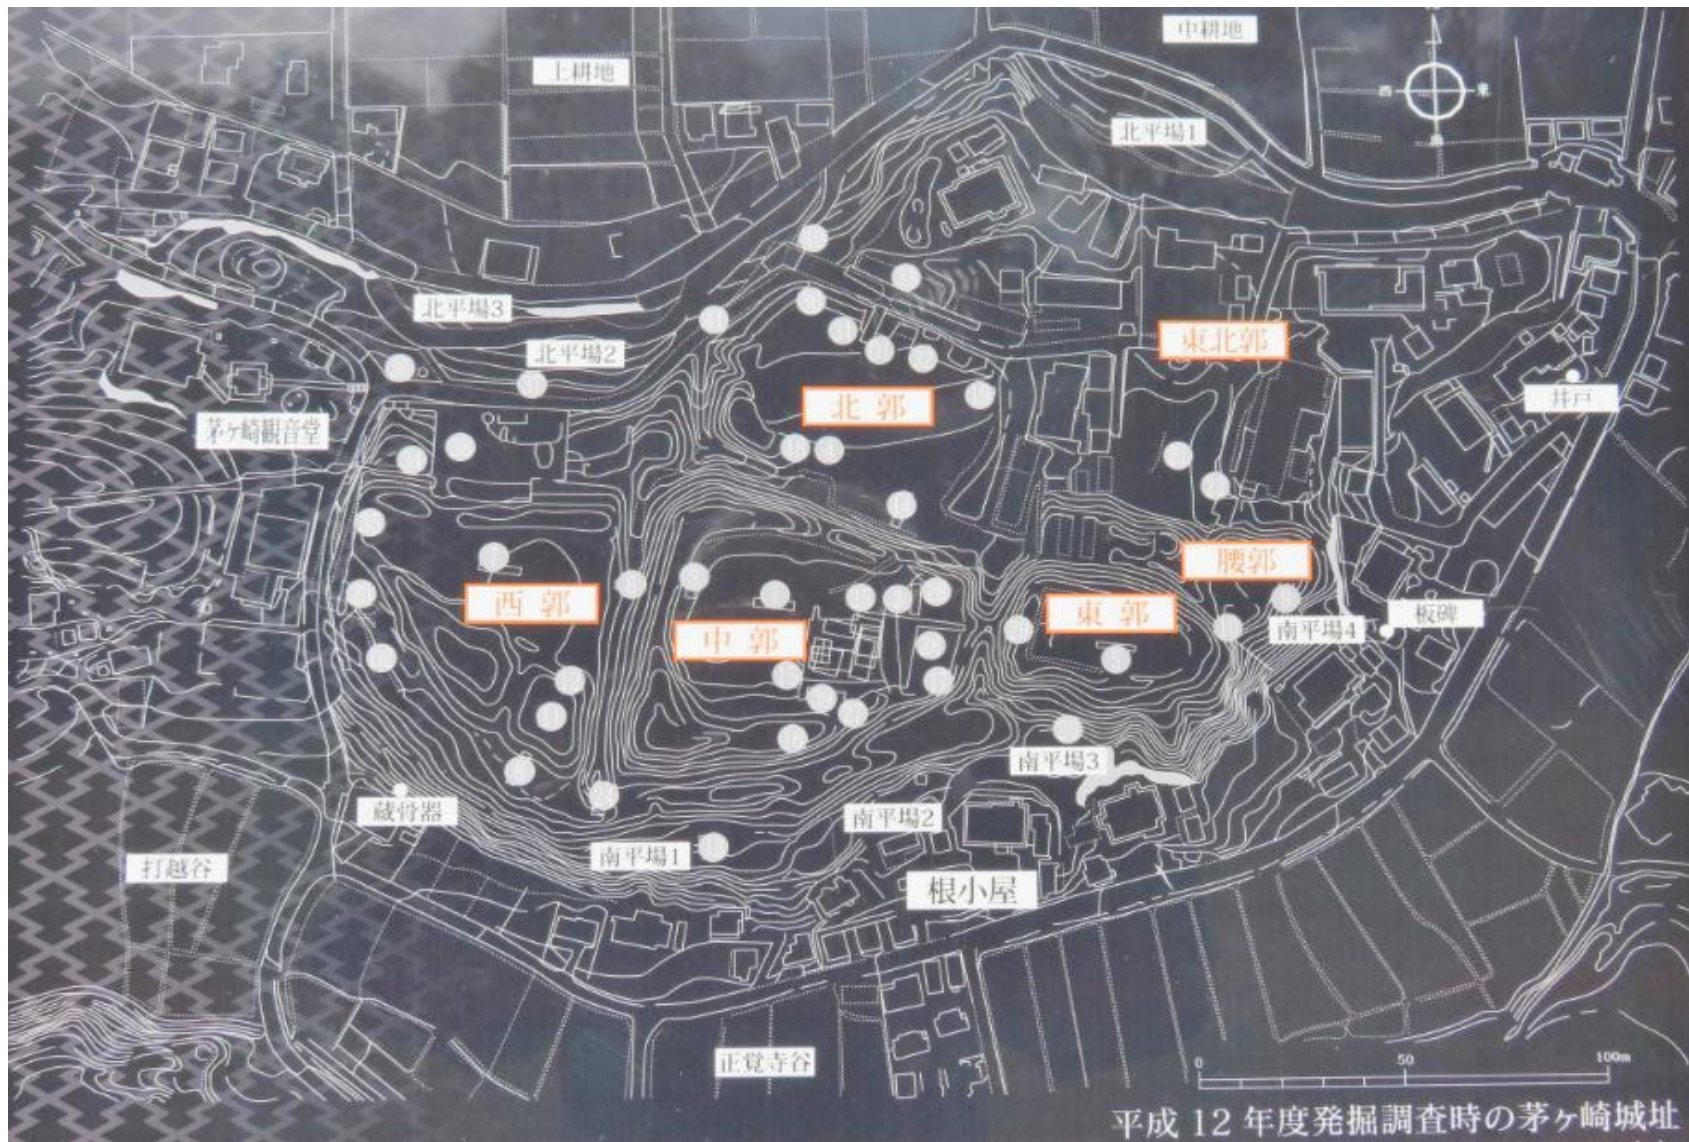 中耕地
上耕地
西
東
北平場1
北平場3
東北郭
北平場2
井戸
北 郭
茅ヶ崎観音堂
腰郭
西 郭
東 郭
板碑
南平場4
中 郭
南平場3
蔵骨器
南平場2
南平場1
打越谷
根小屋
正覚寺谷
0
50
100m
平成 12 年度発掘調査時の茅ヶ崎城址